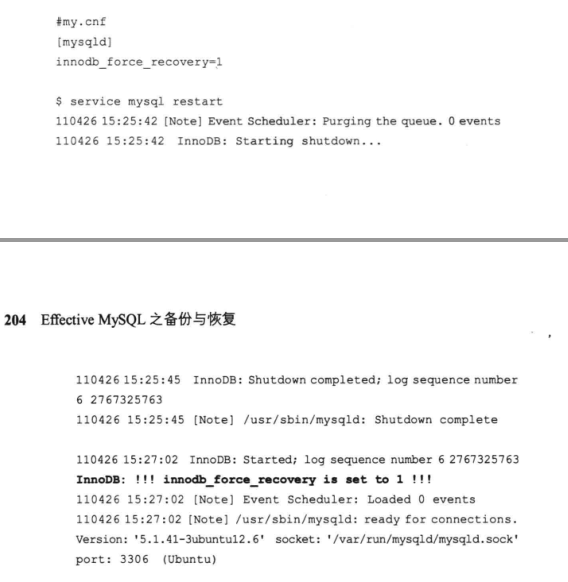 #my.cnf
[mysqld]
innodb_force_recovery=1
$ service mysql restart
110426 15:25:42 [Note] Event Scheduler: Purging the queue. 0 events
110426 15:25:42 InnoDB: Starting shutdown...
204 Effective MySQL 之备份与恢复
110426 15:25:45 InnoDB: Shutdown completed; log sequence number
6 2767325763
110426 15:25:45 [Note] /usr/sbin/mysqld: Shutdown complete
110426 15:27:02 InnoDB: Started; log sequence number 6 2767325763
InnoDB: !!! innodb_force_recovery is set to 1 !!!
110426 15:27:02 [Note] Event Scheduler: Loaded 0 events
110426 15:27:02 [Note] /usr/sbin/mysqld: ready for connections.
Version: '5.1.41-3ubuntu12.6' socket: '/var/run/mysqld/mysqld.sock'
port: 3306 (Ubuntu)